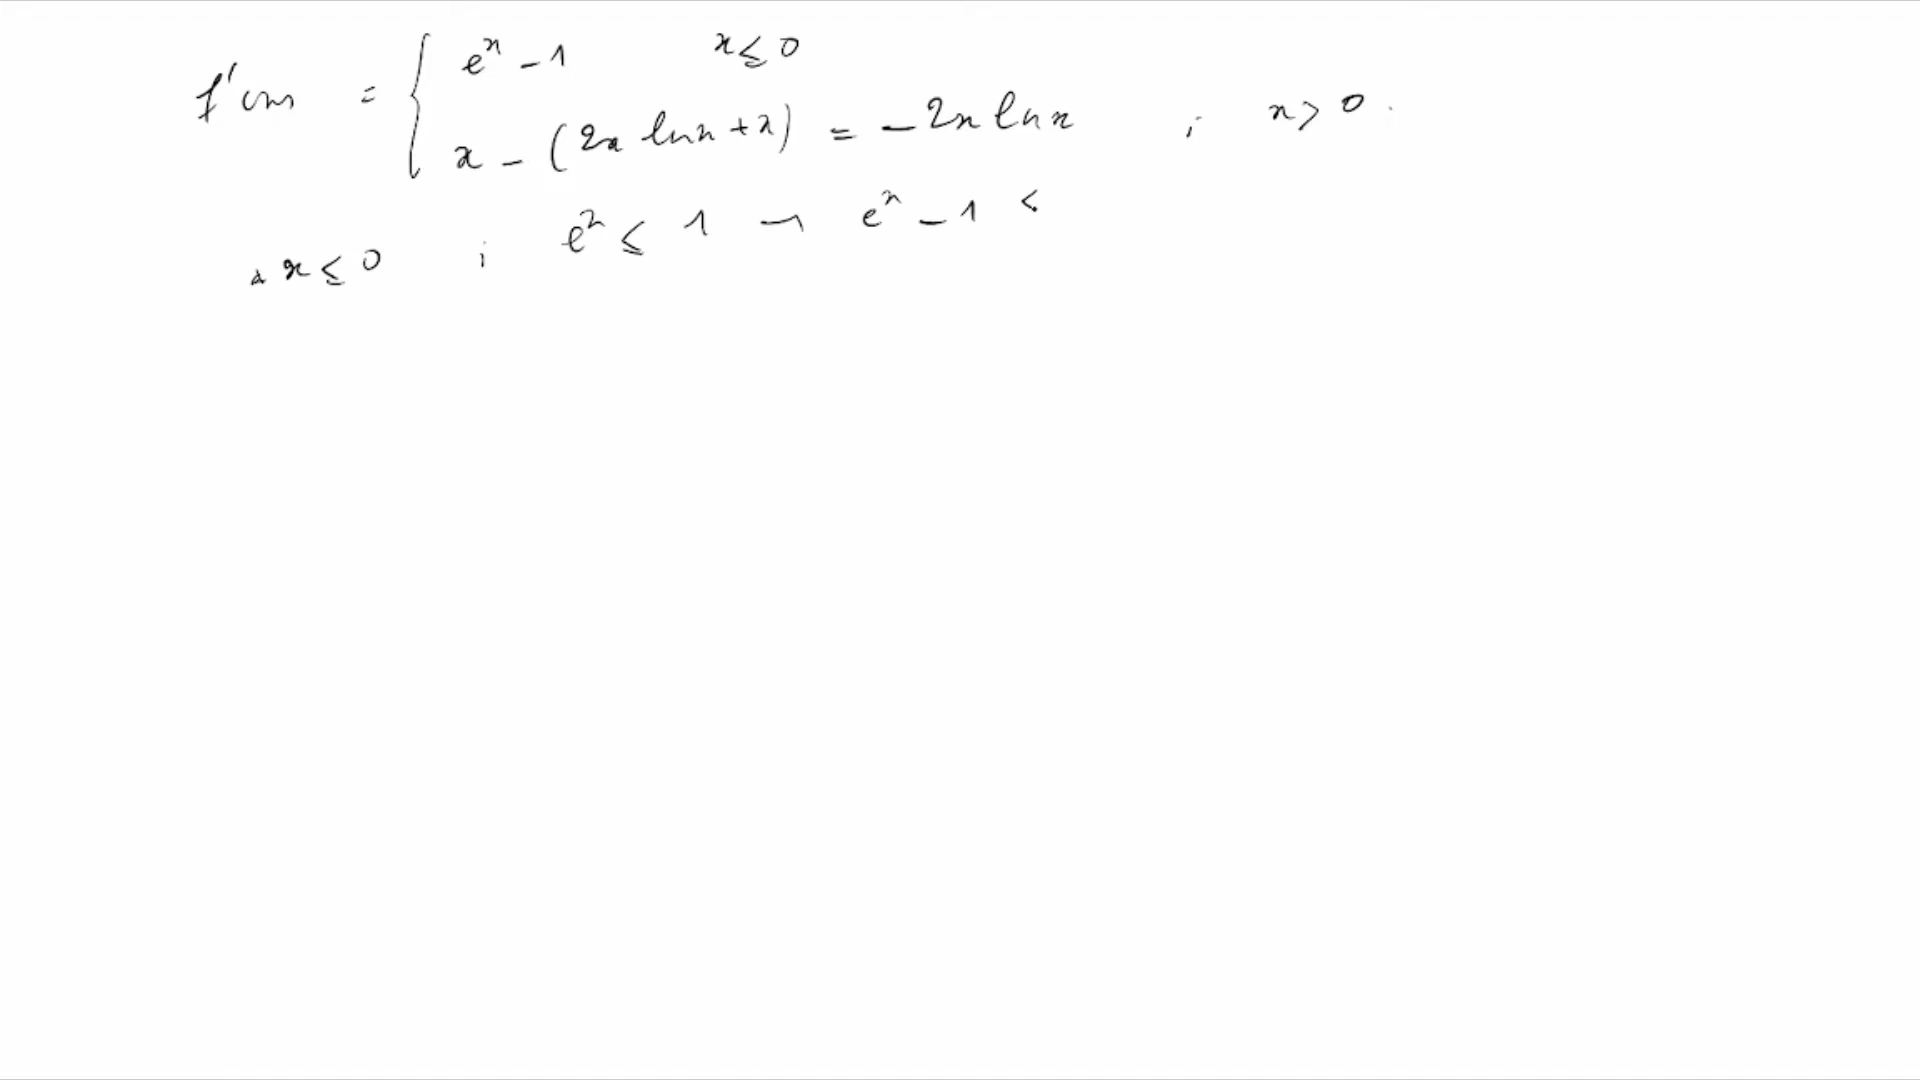 f'(x) = { e^x - 1    x ≤ 0
x - (2x ln x + x) = -2x ln x ; x > 0.
x ≤ 0 ; e^x ≤ 1 → e^x - 1 <